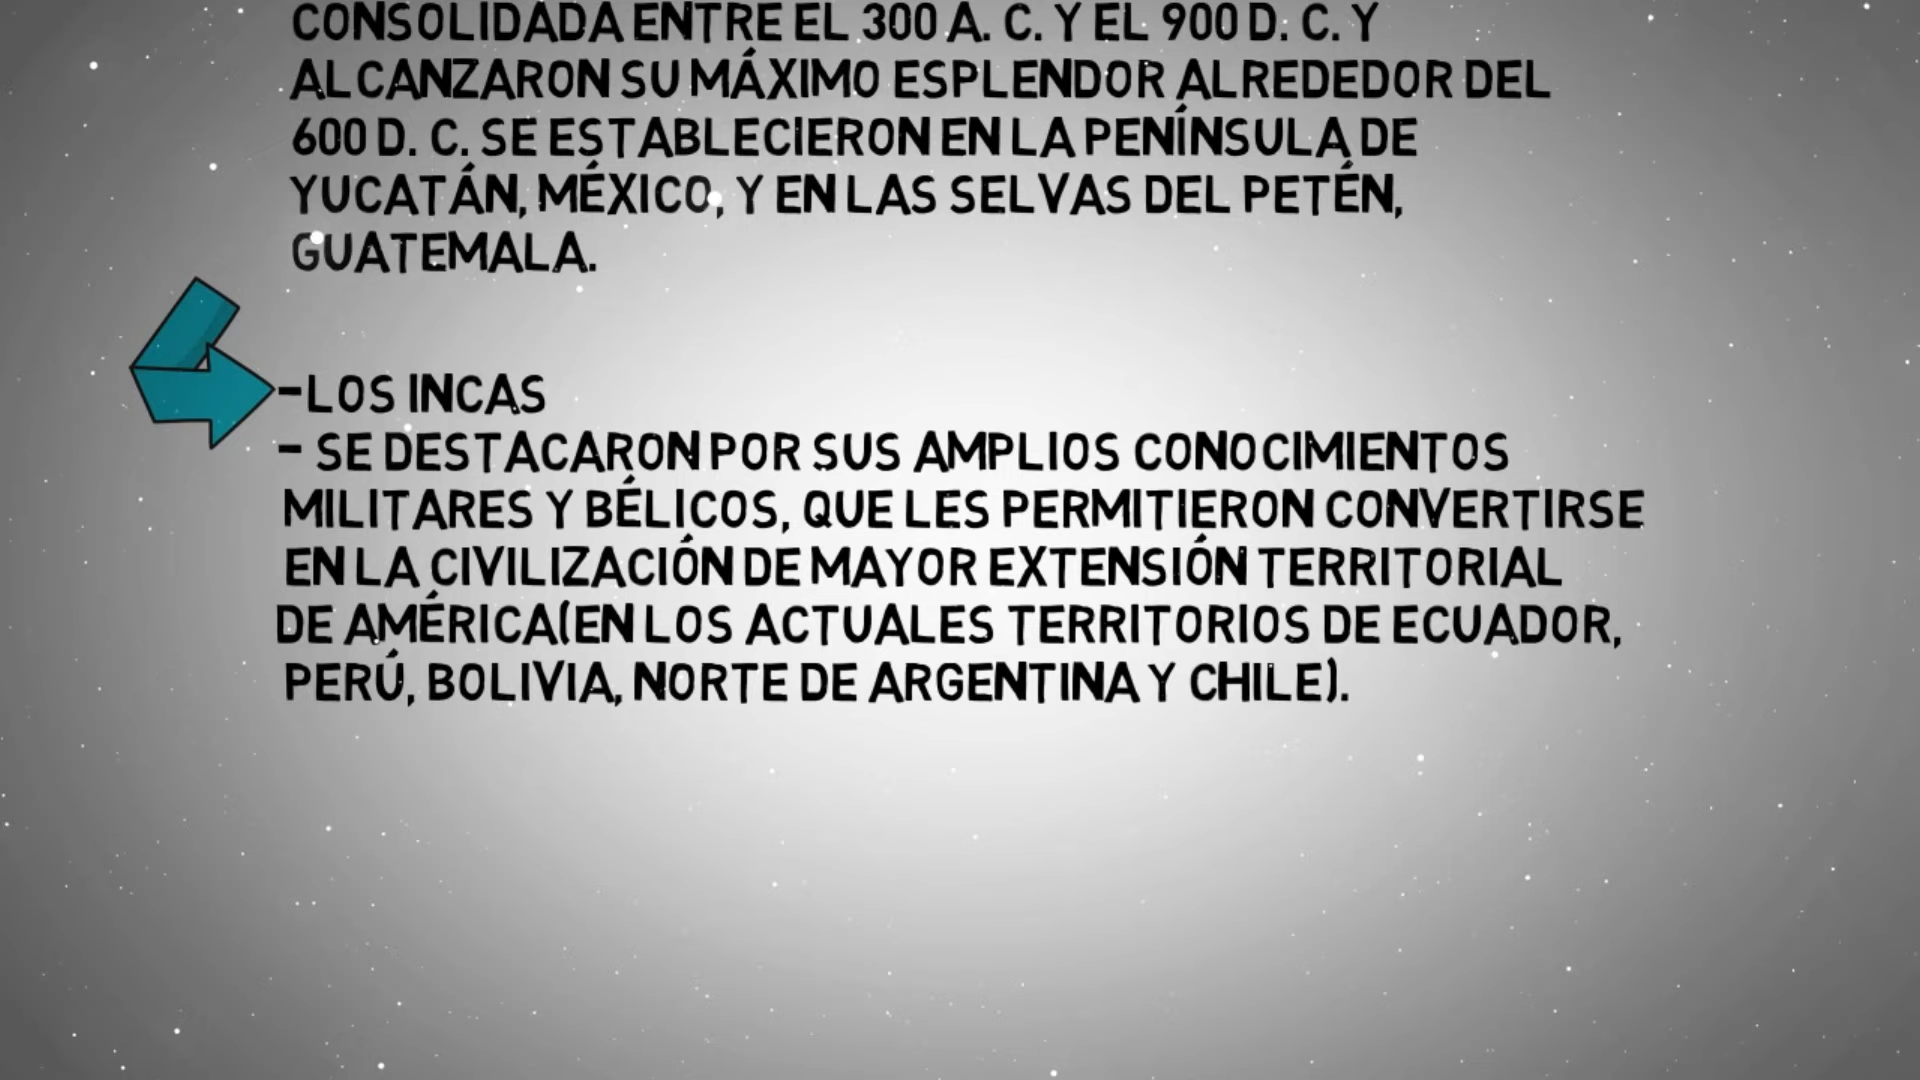 CONSOLIDADA ENTRE EL 300 A. C. Y EL 900 D. C. Y
ALCANZARON SU MÁXIMO ESPLENDOR ALREDEDOR DEL
600 D. C. SE ESTABLECIERON EN LA PENÍNSULA DE
YUCATÁN, MÉXICO, Y EN LAS SELVAS DEL PETÉN,
GUATEMALA.
-LOS INCAS
- SE DESTACARON POR SUS AMPLIOS CONOCIMIENTOS
MILITARES Y BÉLICOS, QUE LES PERMITIERON CONVERTIRSE
EN LA CIVILIZACIÓN DE MAYOR EXTENSIÓN TERRITORIAL
DE AMÉRICA(EN LOS ACTUALES TERRITORIOS DE ECUADOR,
PERÚ, BOLIVIA, NORTE DE ARGENTINA Y CHILE).